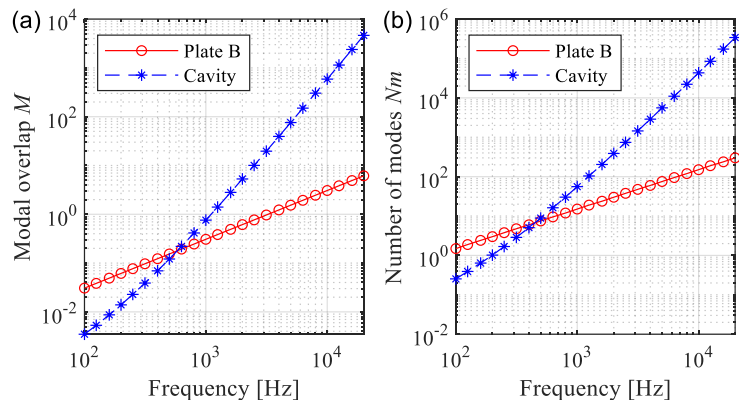 (a)
10^4
10^2
10^0
10^-2
Modal overlap M
Plate B
Cavity
10^2
10^3
10^4
Frequency [Hz]
(b)
10^6
10^4
10^2
10^0
10^-2
Number of modes Nm
Plate B
Cavity
10^2
10^3
10^4
Frequency [Hz]